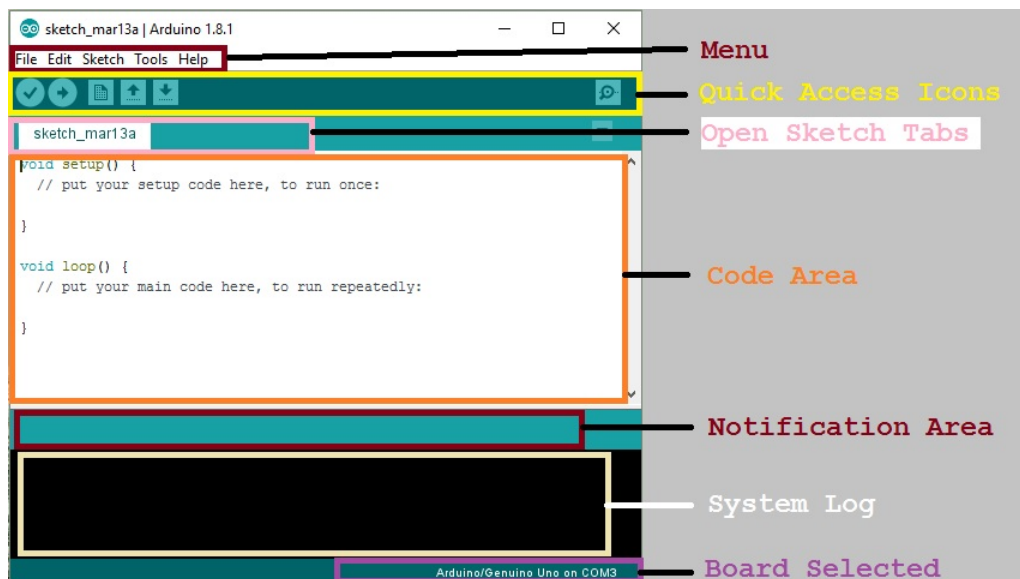 sketch_mar13a | Arduino 1.8.1
File Edit Sketch Tools Help
Menu
Quick Access Icons
sketch_mar13a
Open Sketch Tabs
void setup() {
// put your setup code here, to run once:
}
void loop() {
// put your main code here, to run repeatedly:
}
Code Area
Notification Area
System Log
Arduino/Genuino Uno on COM3
Board Selected